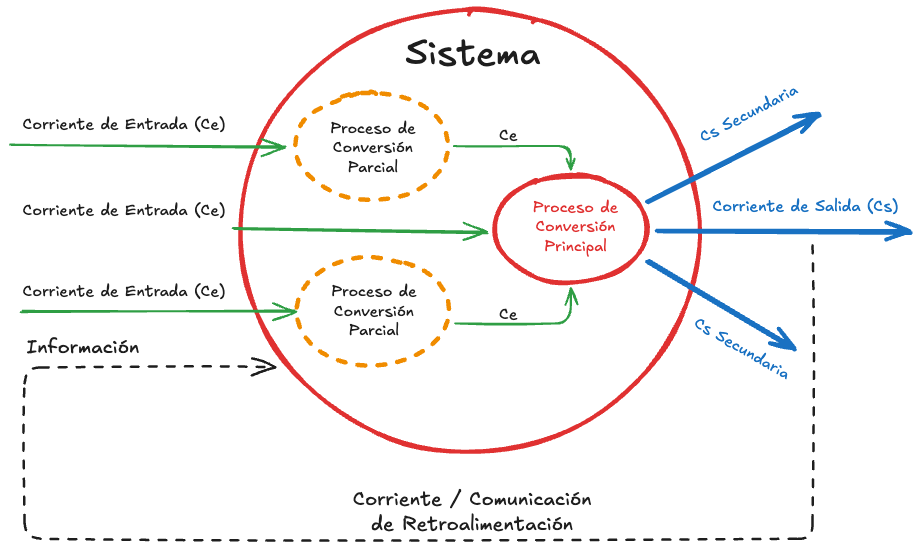 Sistema
Corriente de Entrada (Ce)
Proceso de
Conversión
Parcial
Ce
Cs Secundaria
Corriente de Entrada (Ce)
Proceso de
Conversión
Principal
Corriente de Salida (Cs)
Corriente de Entrada (Ce)
Proceso de
Conversión
Parcial
Ce
Cs Secundaria
Información
Corriente / Comunicación
de Retroalimentación